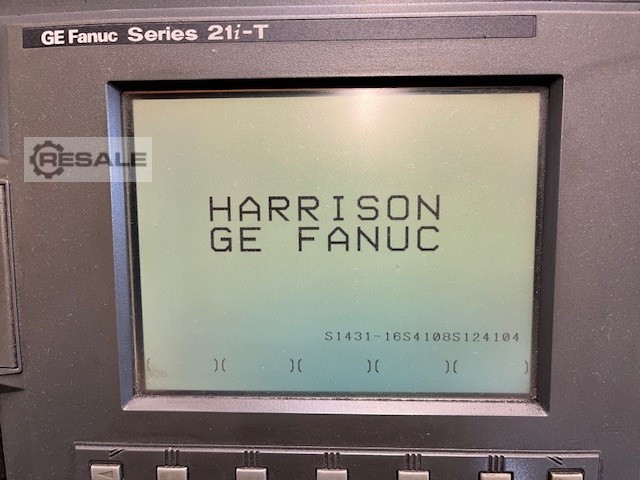 GE Fanuc Series 21i-T
RESALE
HARRISON
GE FANUC
S1431-16S4108S124104
( )( )( )( )( )